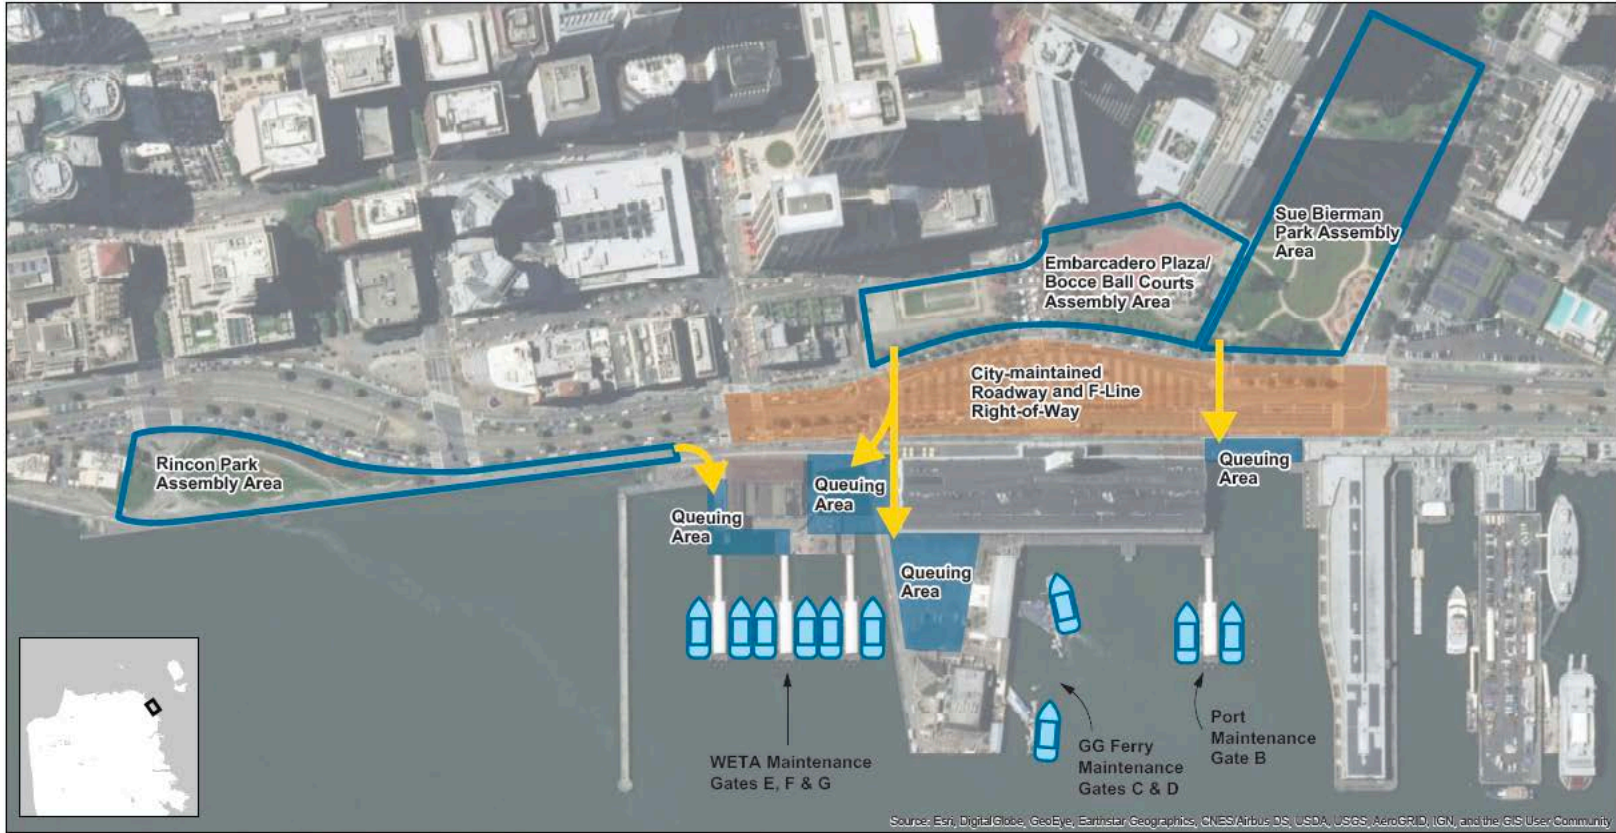 Sue Bierman
Park Assembly
Area
Embarcadero Plaza/
Bocce Ball Courts
Assembly Area
City-maintained
Roadway and F-Line
Right-of-Way
Rincon Park
Assembly Area
Queuing
Area
Queuing
Area
Queuing
Area
Queuing
Area
WETA Maintenance
Gates E, F & G
GG Ferry
Maintenance
Gates C & D
Port
Maintenance
Gate B
Source: Esri, DigitalGlobe, GeoEye, Earthstar Geographics, CNES/Airbus DS, USDA, USGS, AeroGRID, IGN, and the GIS User Community